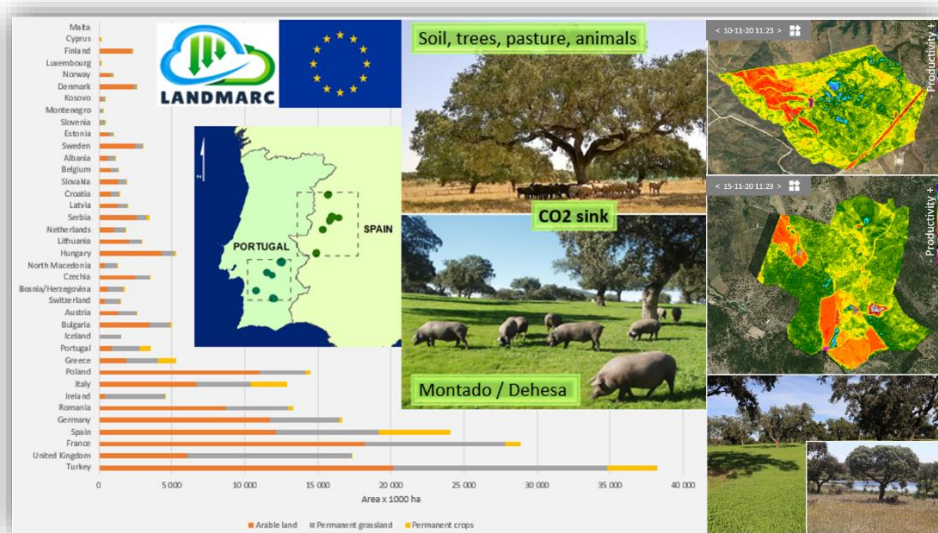 Malta
Cyprus
Finland
Luxembourg
Norway
Denmark
Kosovo
Montenegro
Slovenia
Estonia
Sweden
Albania
Belgium
Slovakia
Croatia
Latvia
Serbia
Netherlands
Lithuania
Hungary
North Macedonia
Czechia
Bosnia/Herzegovina
Switzerland
Austria
Bulgaria
Iceland
Portugal
Greece
Poland
Italy
Ireland
Romania
Germany
Spain
France
United Kingdom
Turkey
0
5 000
10 000
15 000
20 000
25 000
30 000
35 000
40 000
Area x 1000 ha
Arable land
Permanent grassland
Permanent crops
LANDMARC
PORTUGAL
SPAIN
Soil, trees, pasture, animals
CO2 sink
Montado / Dehesa
< 10-11-20 11:23 >
Productivity +
< 15-11-20 11:23 >
Productivity +